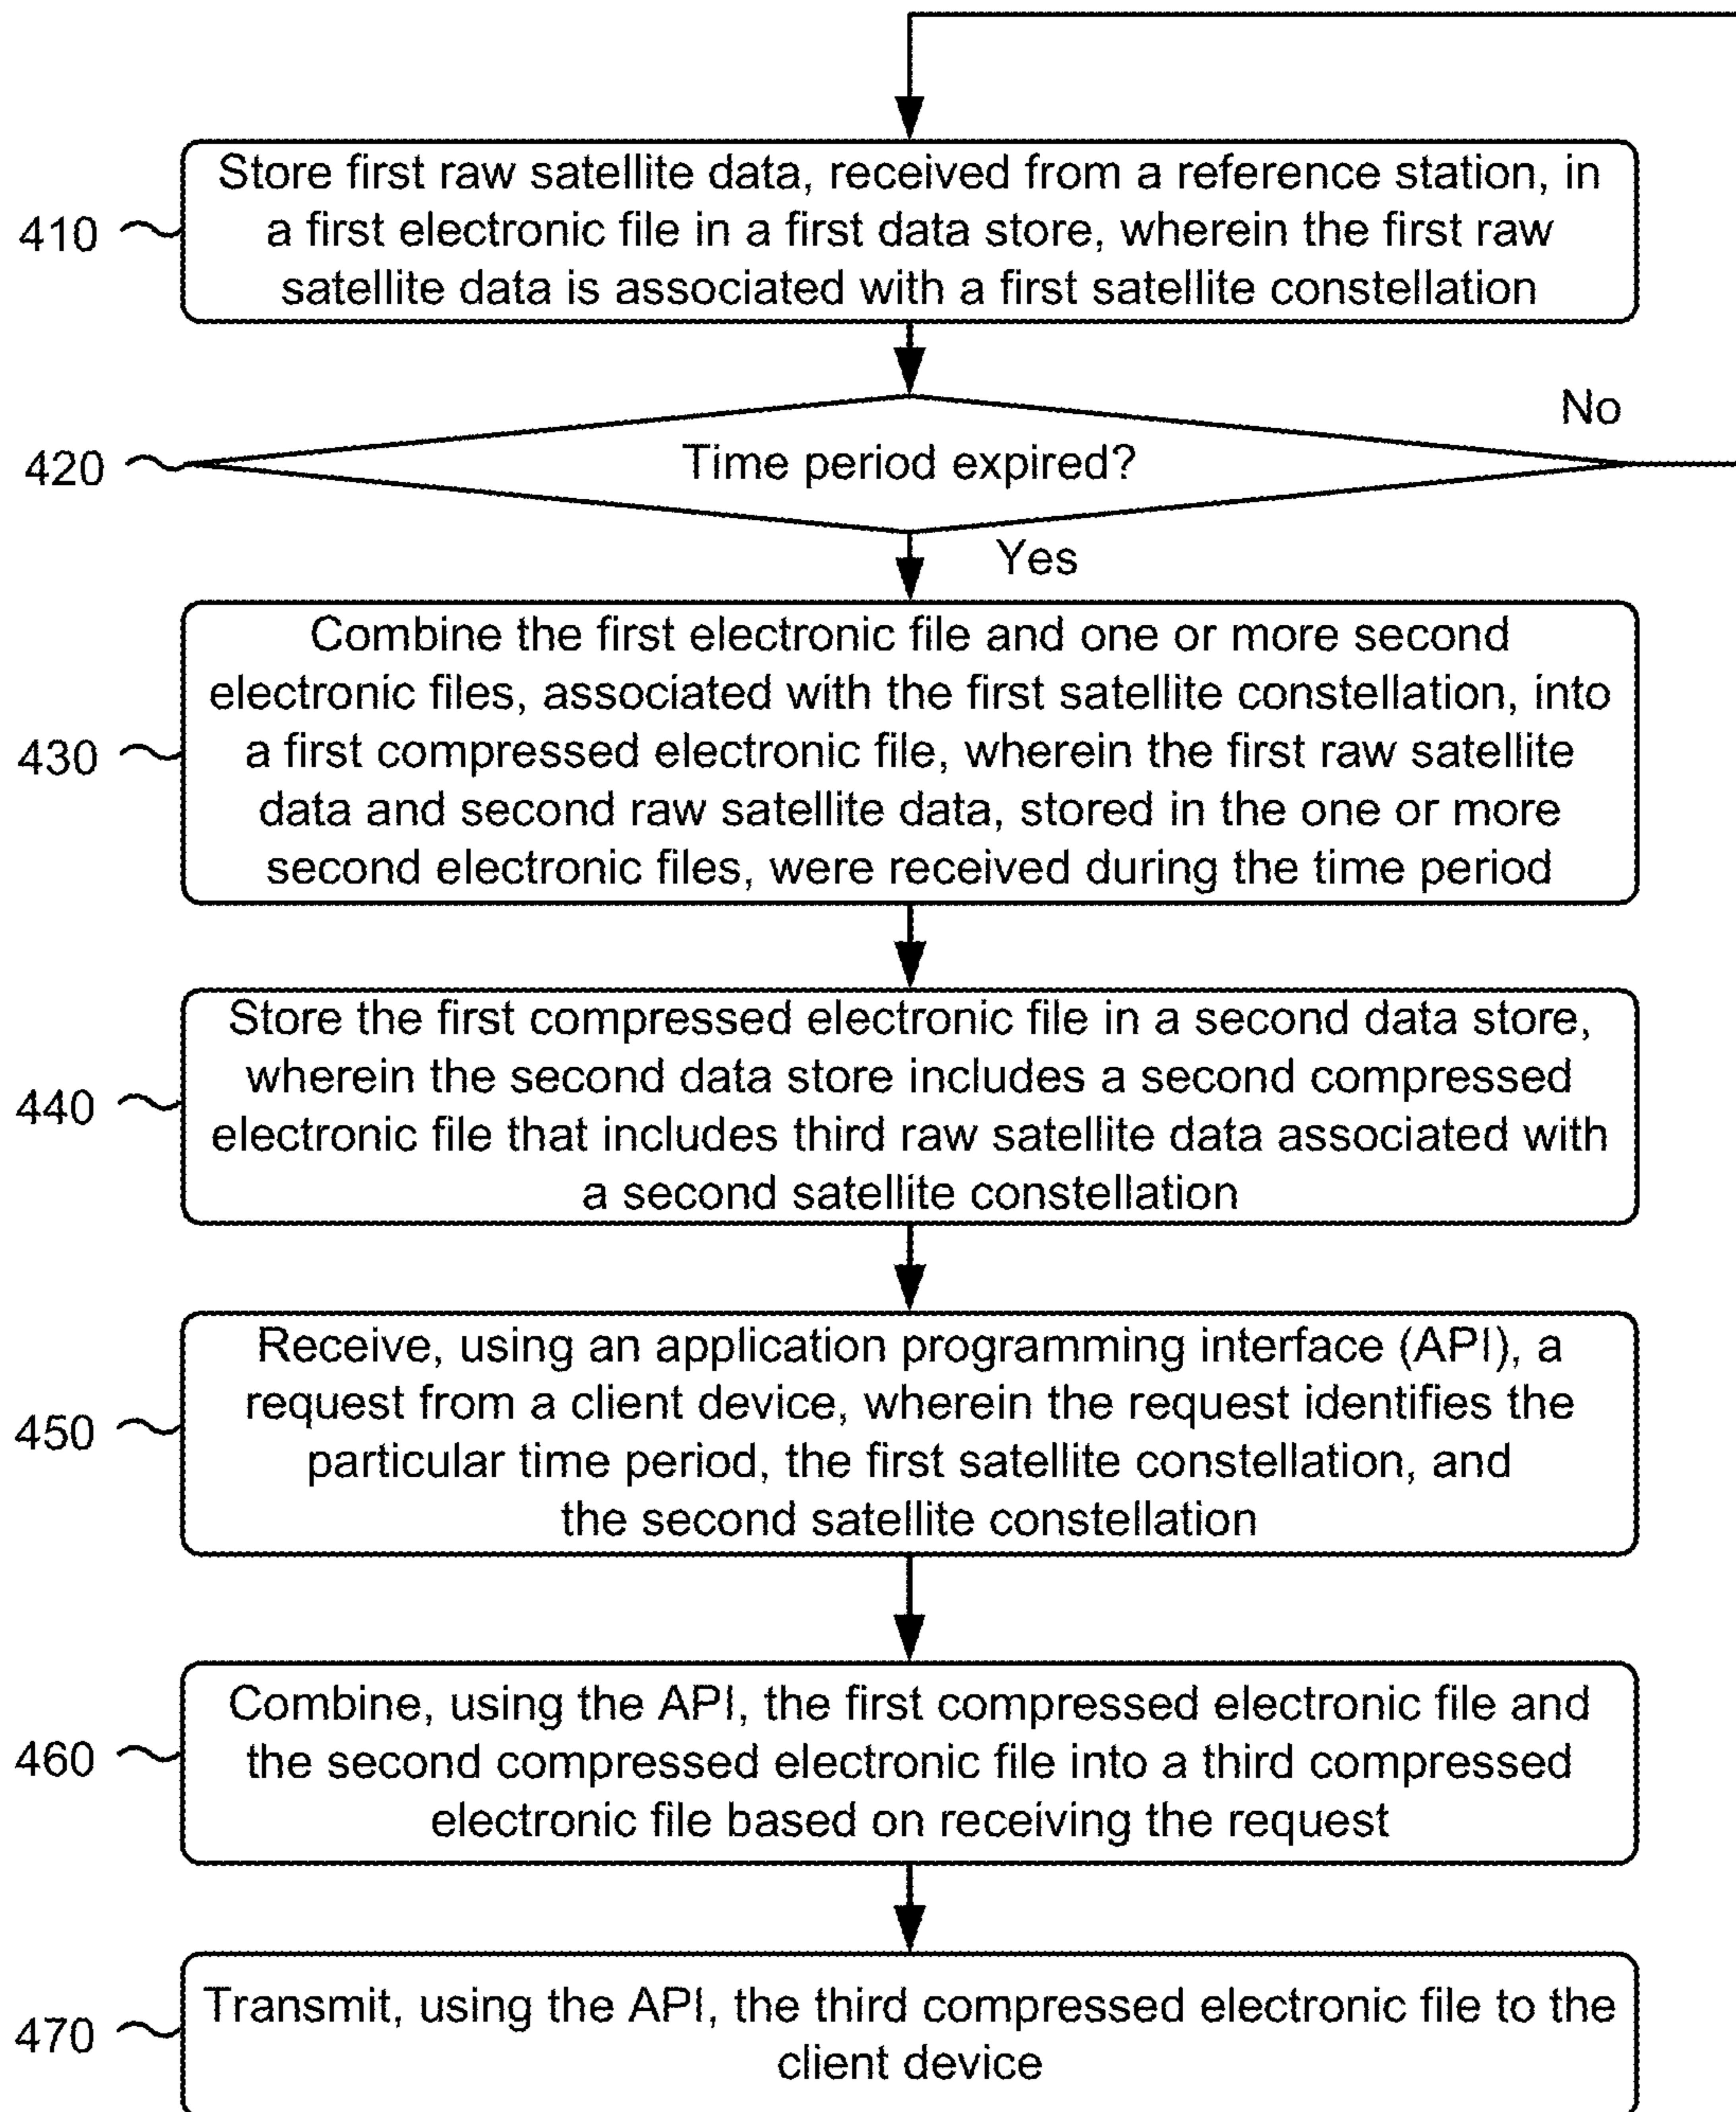 410
Store first raw satellite data, received from a reference station, in
a first electronic file in a first data store, wherein the first raw
satellite data is associated with a first satellite constellation
No
420
Time period expired?
Yes
430
Combine the first electronic file and one or more second
electronic files, associated with the first satellite constellation, into
a first compressed electronic file, wherein the first raw satellite
data and second raw satellite data, stored in the one or more
second electronic files, were received during the time period
440
Store the first compressed electronic file in a second data store,
wherein the second data store includes a second compressed
electronic file that includes third raw satellite data associated with
a second satellite constellation
450
Receive, using an application programming interface (API), a
request from a client device, wherein the request identifies the
particular time period, the first satellite constellation, and
the second satellite constellation
460
Combine, using the API, the first compressed electronic file and
the second compressed electronic file into a third compressed
electronic file based on receiving the request
470
Transmit, using the API, the third compressed electronic file to the
client device